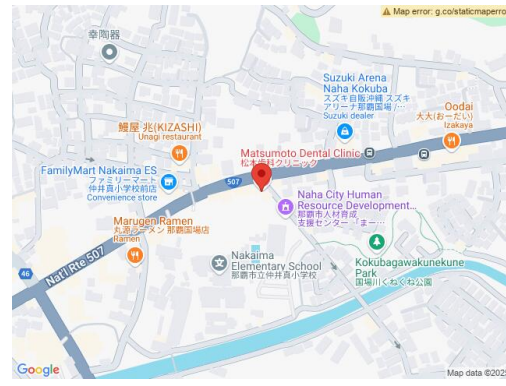 Map error: g.co/staticmaperro
幸陶器
Suzuki Arena
Naha Kokuba
スズキ自販沖縄 スズキ
アリーナ那覇国場 /…
Suzuki dealer
Oodai
大大(おーだい)
Izakaya
鰻屋 兆(KIZASHI)
Unagi restaurant
Matsumoto Dental Clinic
松本歯科クリニック
FamilyMart Nakaima ES
ファミリーマート
仲井真小学校前店
Convenience store
507
Naha City Human
Resource Development...
那覇市人材育成
支援センター 「まー…
Marugen Ramen
丸源ラーメン 那覇国場店
Ramen
Nakaima
Elementary School
那覇市立仲井真小学校
Kokubagawakunekune
Park
国場川くねくね公園
46
Nat'l Rte 507
Google
Map data ©202